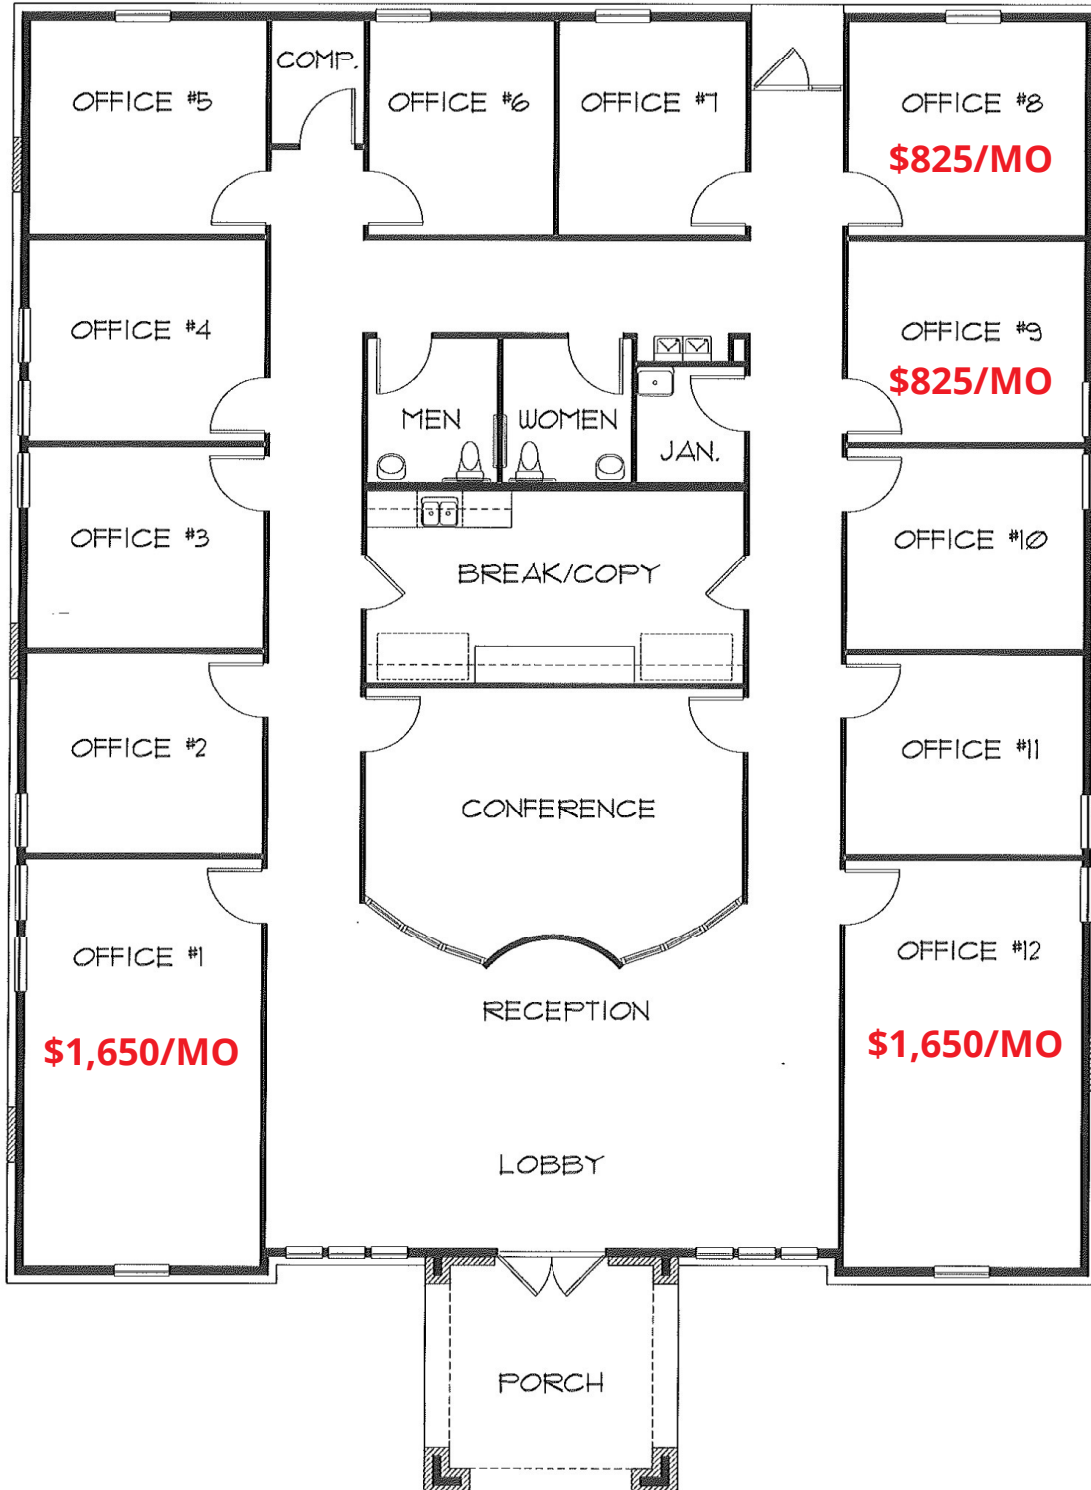 OFFICE #5
COMP.
OFFICE #6
OFFICE #7
OFFICE #8
$825/MO
OFFICE #4
OFFICE #9
$825/MO
MEN
WOMEN
JAN.
OFFICE #3
BREAK/COPY
OFFICE #10
OFFICE #2
OFFICE #11
CONFERENCE
OFFICE #1
OFFICE #12
RECEPTION
$1,650/MO
$1,650/MO
LOBBY
PORCH